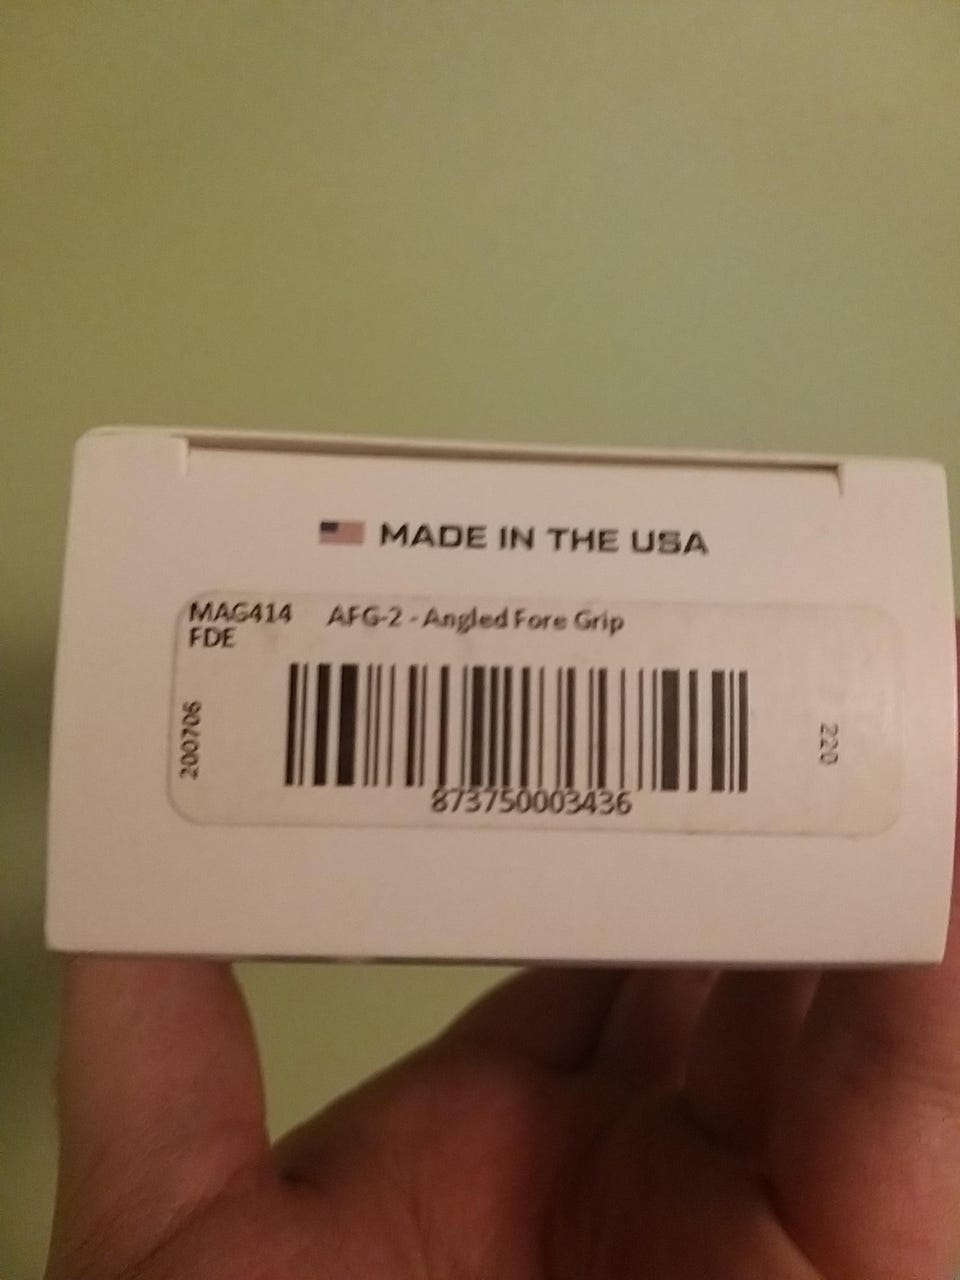 MADE IN THE USA
MAG414 AFG-2 - Angled Fore Grip
FDE
200706
220
873750003436